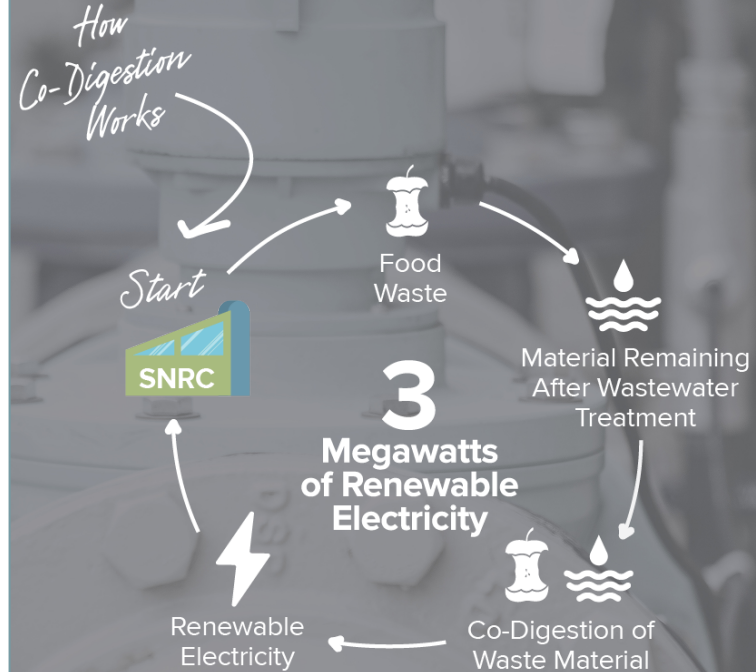 How
Co-Digestion
Works
Start
SNRC
Food
Waste
Material Remaining
After Wastewater
Treatment
3
Megawatts
of Renewable
Electricity
Co-Digestion of
Waste Material
Renewable
Electricity